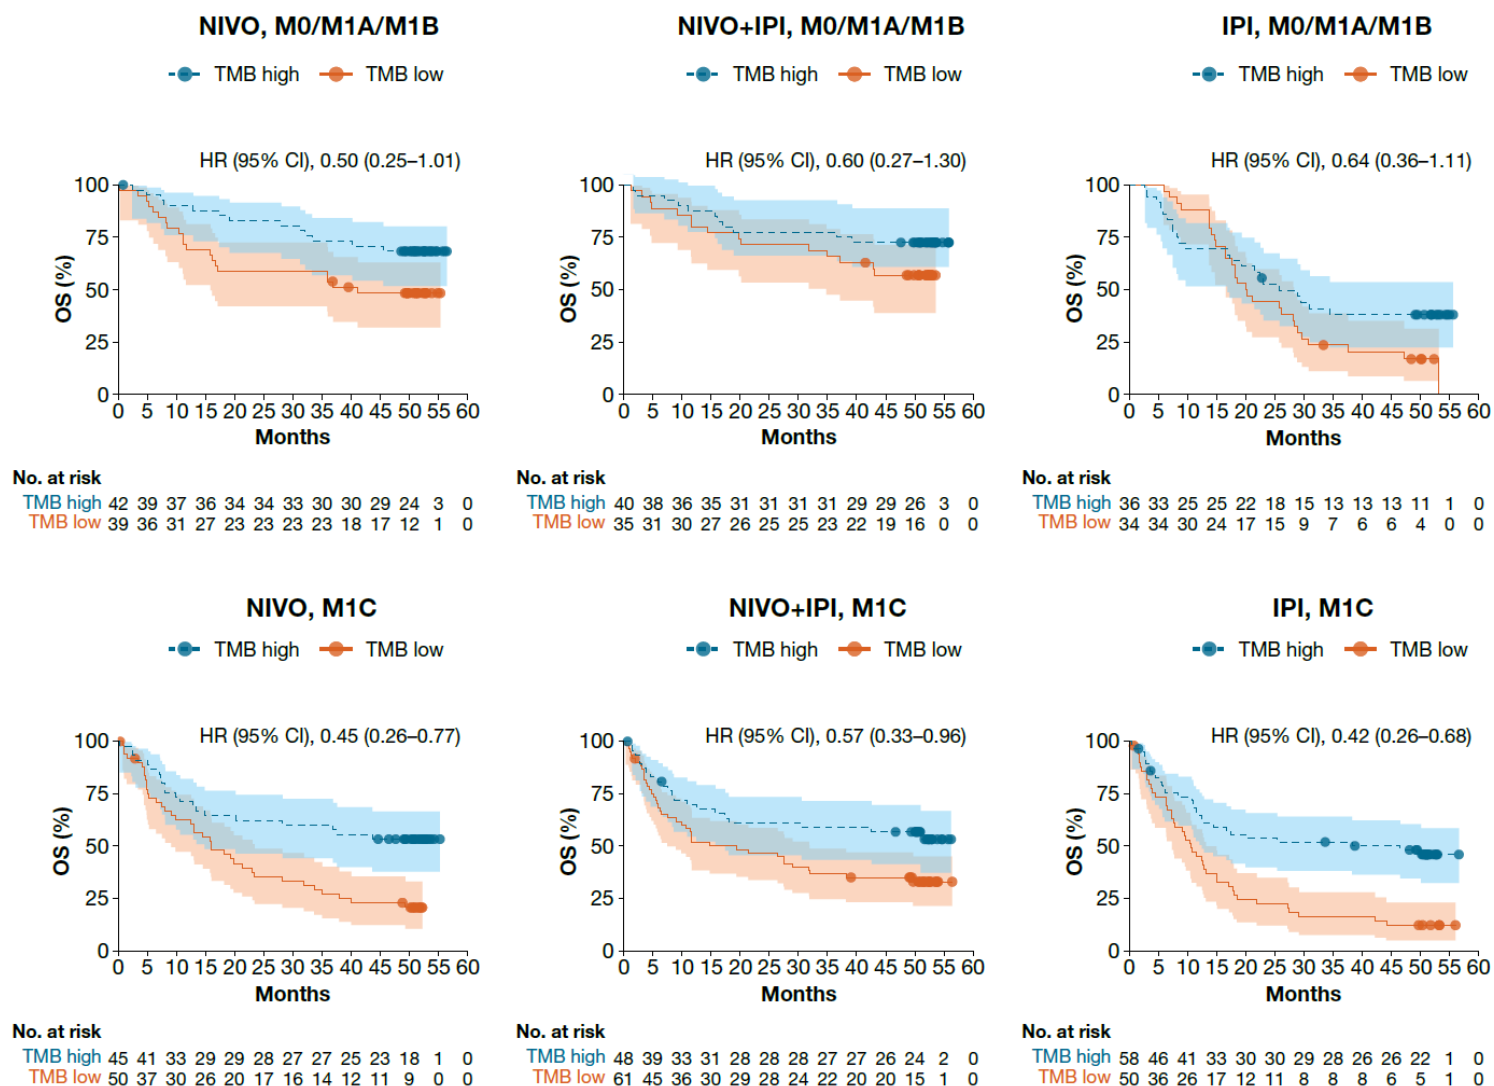 NIVO, M0/M1A/M1B
TMB high TMB low
HR (95% CI), 0.50 (0.25–1.01)
100
75
50
25
0
OS (%)
0 5 10 15 20 25 30 35 40 45 50 55 60
Months
No. at risk
TMB high 42 39 37 36 34 34 33 30 30 29 24 3 0
TMB low 39 36 31 27 23 23 23 23 18 17 12 1 0
NIVO+IPI, M0/M1A/M1B
TMB high TMB low
HR (95% CI), 0.60 (0.27–1.30)
100
75
50
25
0
OS (%)
0 5 10 15 20 25 30 35 40 45 50 55 60
Months
No. at risk
TMB high 40 38 36 35 31 31 31 31 29 29 26 3 0
TMB low 35 31 30 27 26 25 25 23 22 19 16 0 0
IPI, M0/M1A/M1B
TMB high TMB low
HR (95% CI), 0.64 (0.36–1.11)
100
75
50
25
0
OS (%)
0 5 10 15 20 25 30 35 40 45 50 55 60
Months
No. at risk
TMB high 36 33 25 25 22 18 15 13 13 13 11 1 0
TMB low 34 34 30 24 17 15 9 7 6 6 4 0 0
NIVO, M1C
TMB high TMB low
HR (95% CI), 0.45 (0.26–0.77)
100
75
50
25
0
OS (%)
0 5 10 15 20 25 30 35 40 45 50 55 60
Months
No. at risk
TMB high 45 41 33 29 29 28 27 27 25 23 18 1 0
TMB low 50 37 30 26 20 17 16 14 12 11 9 0 0
NIVO+IPI, M1C
TMB high TMB low
HR (95% CI), 0.57 (0.33–0.96)
100
75
50
25
0
OS (%)
0 5 10 15 20 25 30 35 40 45 50 55 60
Months
No. at risk
TMB high 48 39 33 31 28 28 28 27 27 26 24 2 0
TMB low 61 45 36 30 29 28 24 22 20 20 15 1 0
IPI, M1C
TMB high TMB low
HR (95% CI), 0.42 (0.26–0.68)
100
75
50
25
0
OS (%)
0 5 10 15 20 25 30 35 40 45 50 55 60
Months
No. at risk
TMB high 58 46 41 33 30 30 29 28 26 26 22 1 0
TMB low 50 36 26 17 12 11 8 8 8 6 5 1 0